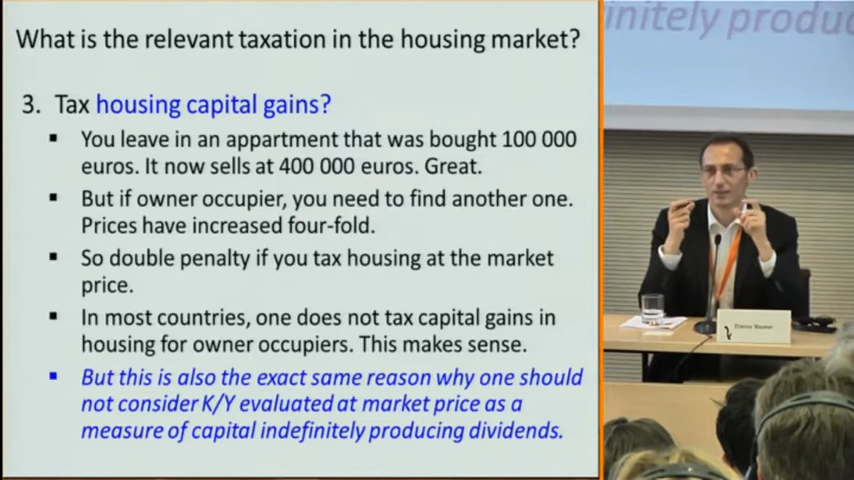 What is the relevant taxation in the housing market?
3. Tax housing capital gains?
▪ You leave in an appartment that was bought 100 000
euros. It now sells at 400 000 euros. Great.
▪ But if owner occupier, you need to find another one.
Prices have increased four-fold.
▪ So double penalty if you tax housing at the market
price.
▪ In most countries, one does not tax capital gains in
housing for owner occupiers. This makes sense.
▪ But this is also the exact same reason why one should
not consider K/Y evaluated at market price as a
measure of capital indefinitely producing dividends.
initely produc
Etienne Wasmer